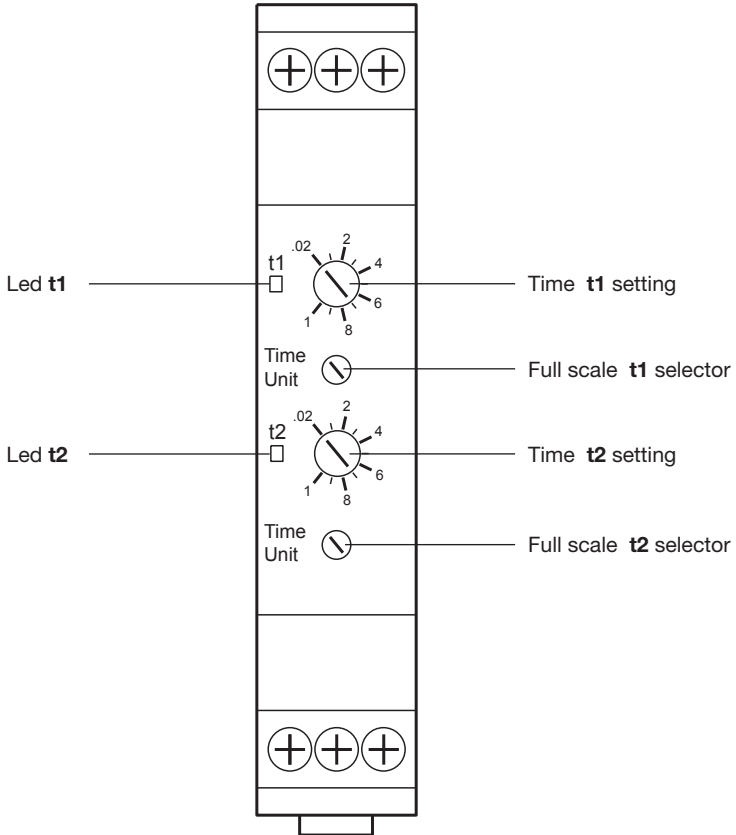 .02 2
t1 4
6
1 8
Led t1
Time t1 setting
Time
Unit
Full scale t1 selector
.02 2
t2 4
6
1 8
Led t2
Time t2 setting
Time
Unit
Full scale t2 selector